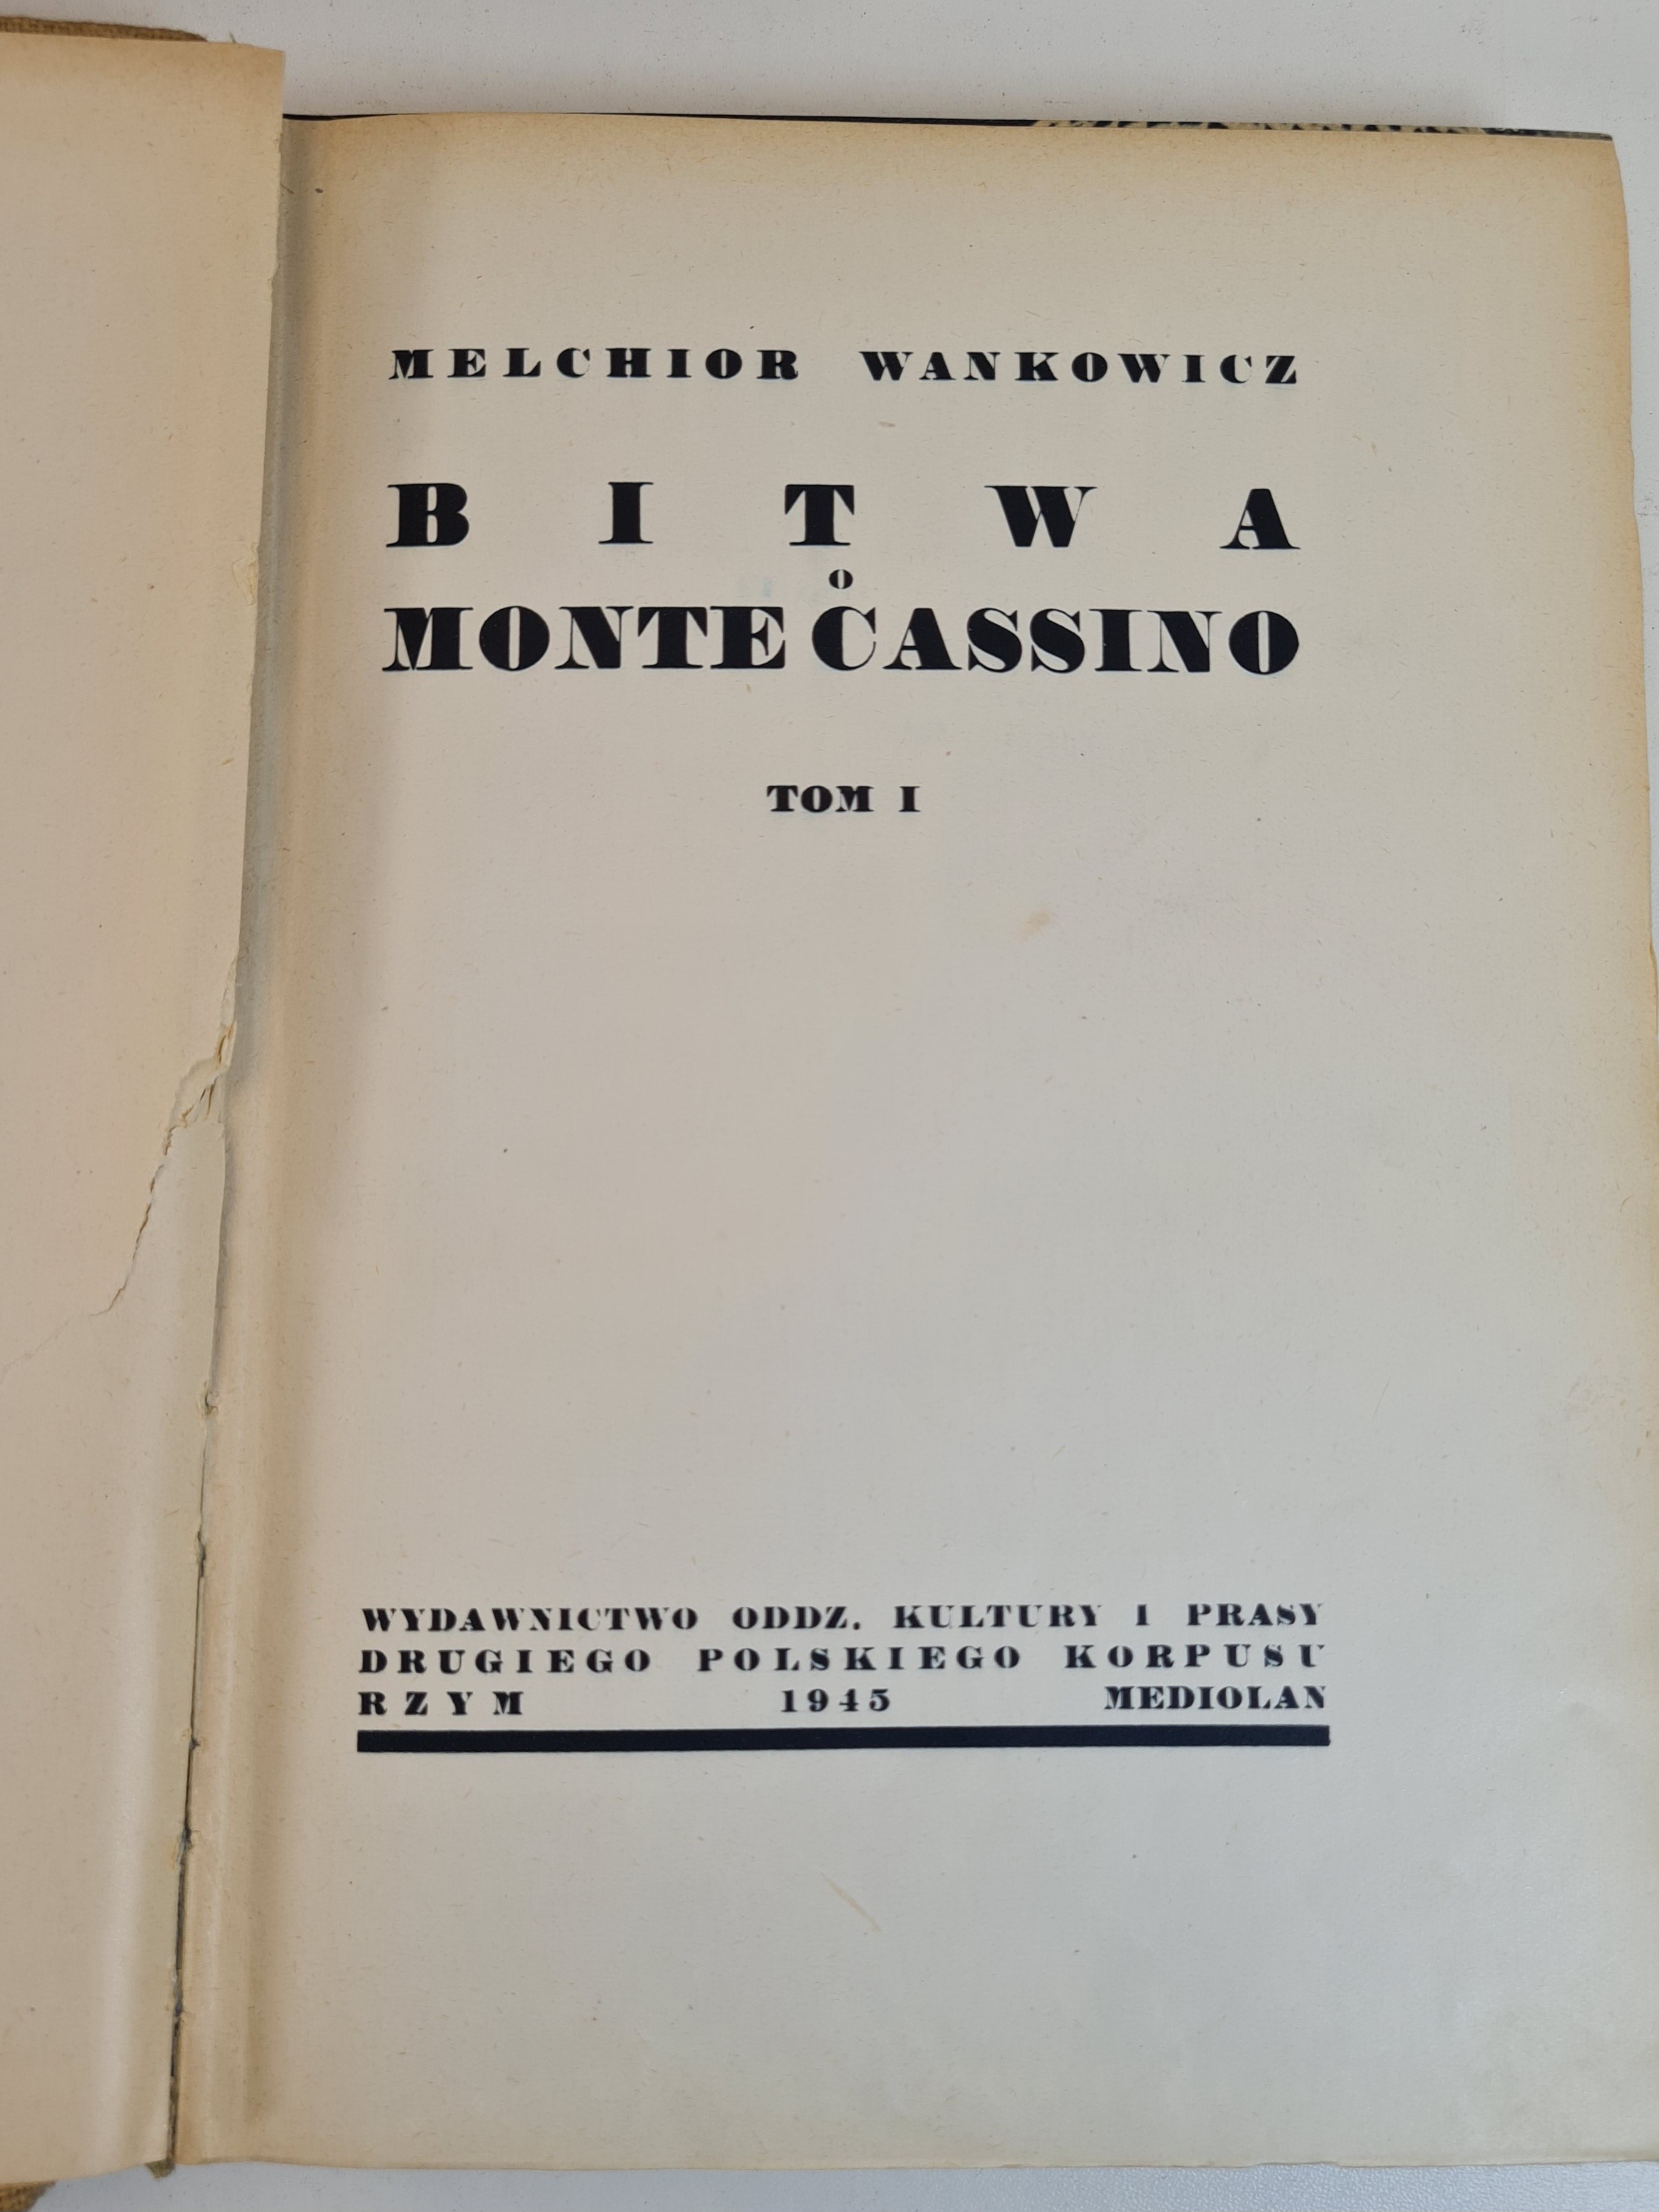 MELCHIOR WANKOWICZ
BITWA
O
MONTE CASSINO
TOM I
WYDAWNICTWO ODDZ. KULTURY I PRASY
DRUGIEGO POLSKIEGO KORPUSU
RZYM 1945 MEDIOLAN